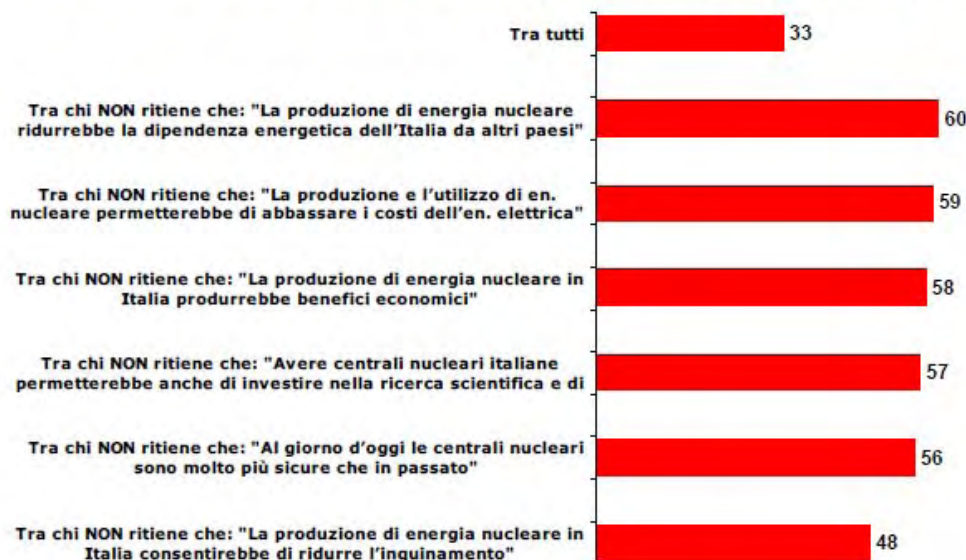 Tra tutti
33
Tra chi NON ritiene che: "La produzione di energia nucleare
ridurrebbe la dipendenza energetica dell'Italia da altri paesi"
60
Tra chi NON ritiene che: "La produzione e l'utilizzo di en.
nucleare permetterebbe di abbassare i costi dell'en. elettrica"
59
Tra chi NON ritiene che: "La produzione di energia nucleare in
Italia produrrebbe benefici economici"
58
Tra chi NON ritiene che: "Avere centrali nucleari italiane
permetterebbe anche di investire nella ricerca scientifica e di
57
Tra chi NON ritiene che: "Al giorno d'oggi le centrali nucleari
sono molto più sicure che in passato"
56
Tra chi NON ritiene che: "La produzione di energia nucleare in
Italia consentirebbe di ridurre l'inquinamento"
48